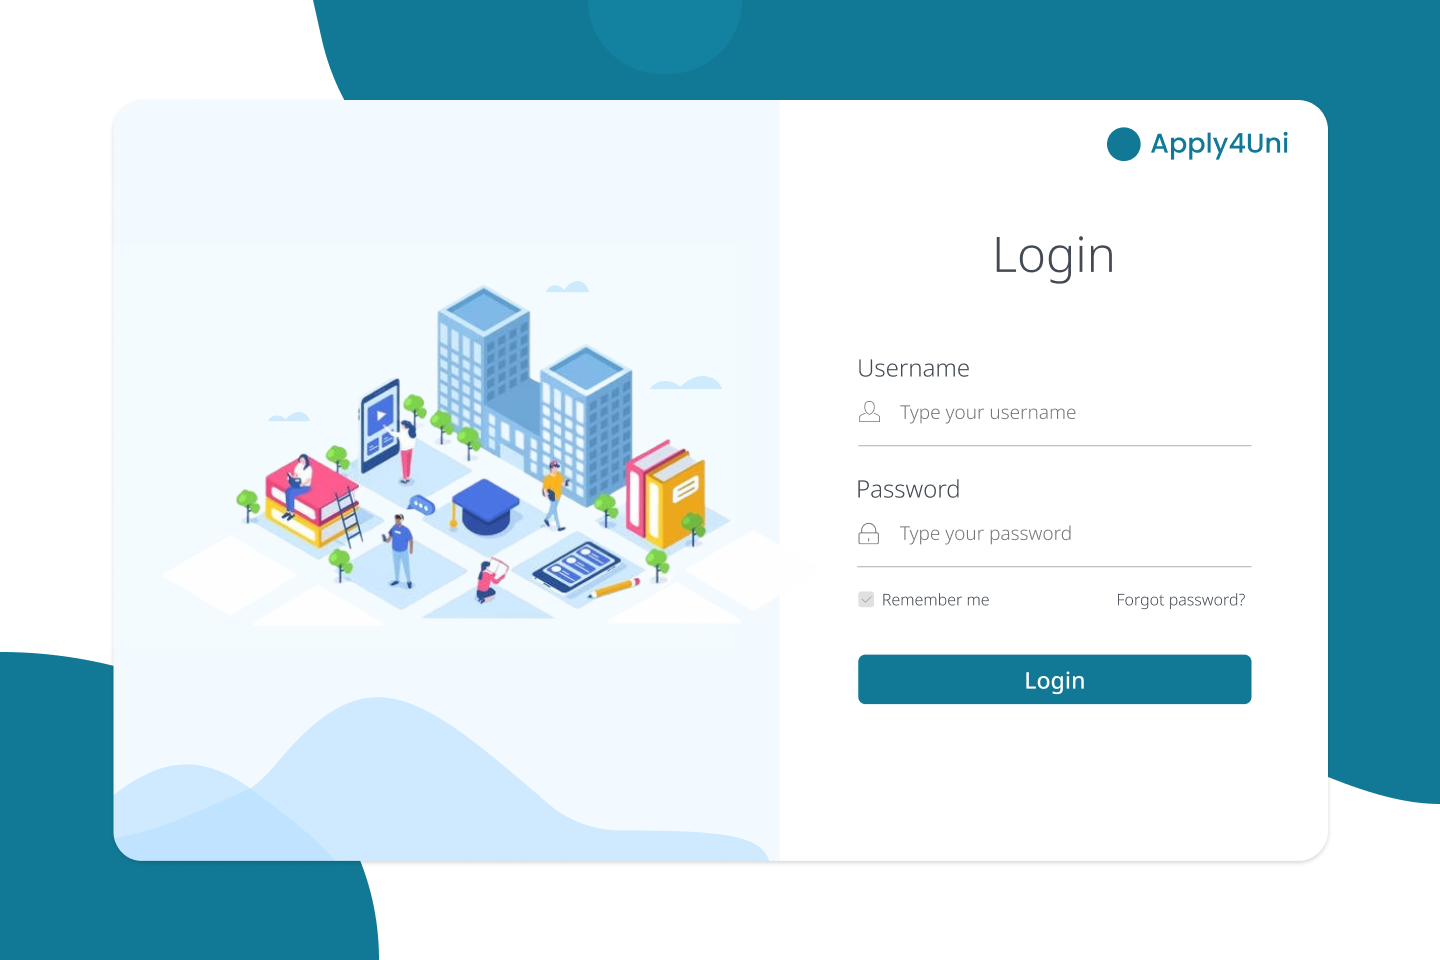 Apply4Uni
Login
Username
Type your username
Password
Type your password
Remember me
Forgot password?
Login